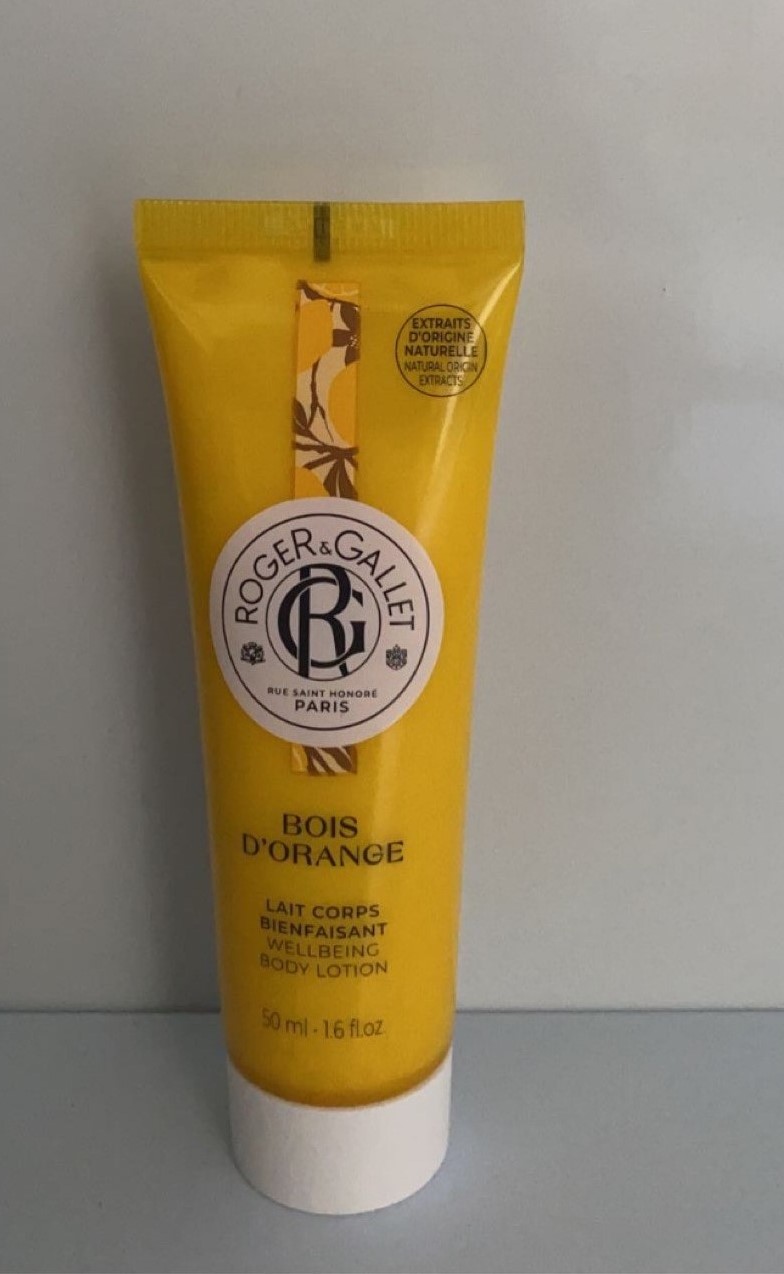 EXTRAITS
D'ORIGINE
NATURELLE
NATURAL ORIGIN
EXTRACTS
ROGER & GALLET
RG
RUE SAINT HONORÉ
PARIS
BOIS
D'ORANGE
LAIT CORPS
BIENFAISANT
WELLBEING
BODY LOTION
50 ml - 1.6 fl.oz